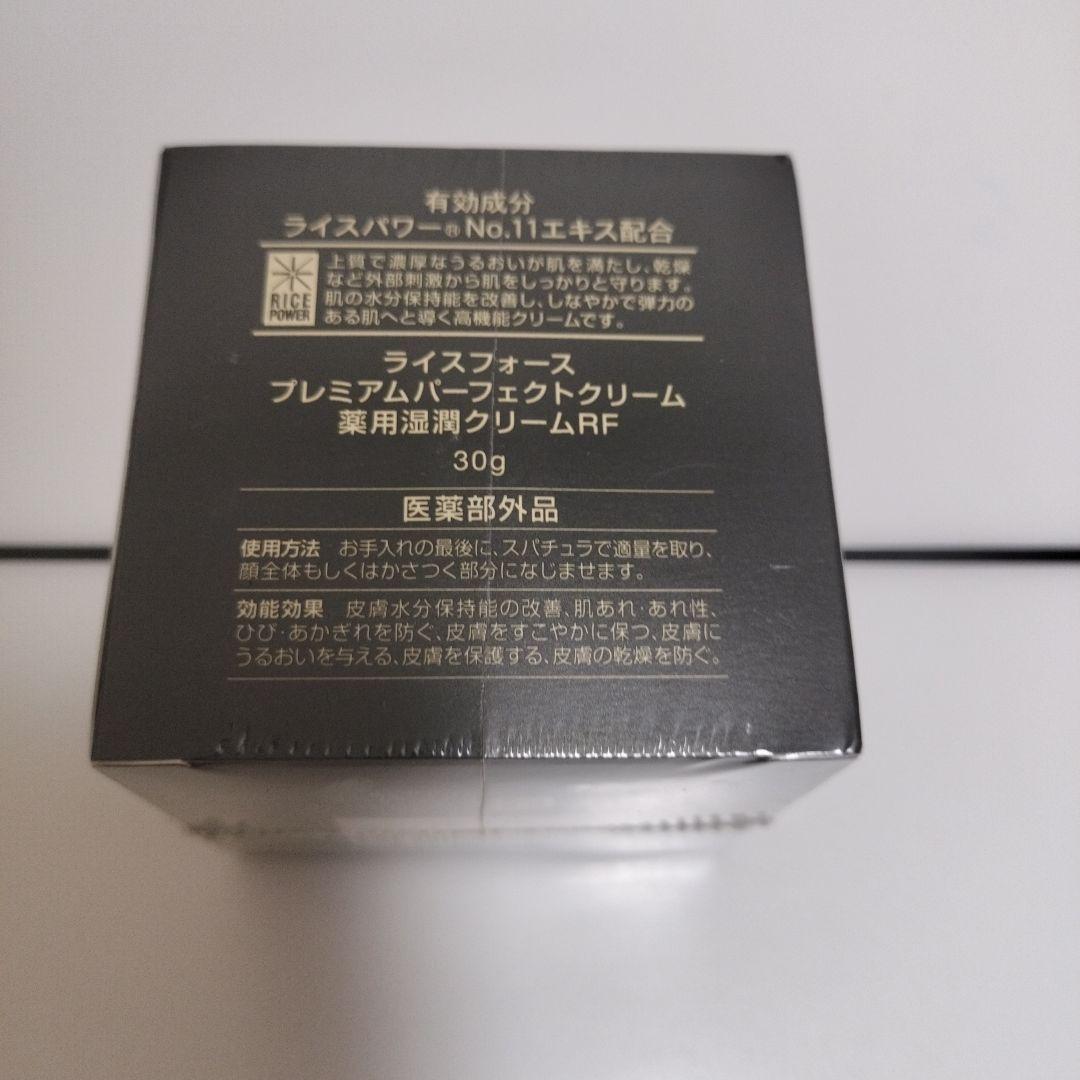 有効成分
ライスパワー®No.11エキス配合
RICE
POWER
上質で濃厚なうるおいが肌を満たし、乾燥
など外部刺激から肌をしっかりと守ります。
肌の水分保持能を改善し、しなやかで弾力の
ある肌へと導く高機能クリームです。
ライスフォース
プレミアムパーフェクトクリーム
薬用湿潤クリームRF
30g
医薬部外品
使用方法 お手入れの最後に、スパチュラで適量を取り、
顔全体もしくはかさつく部分になじませます。
効能効果 皮膚水分保持能の改善、肌あれ・あれ性、
ひび・あかぎれを防ぐ、皮膚をすこやかに保つ、皮膚に
うるおいを与える、皮膚を保護する、皮膚の乾燥を防ぐ。